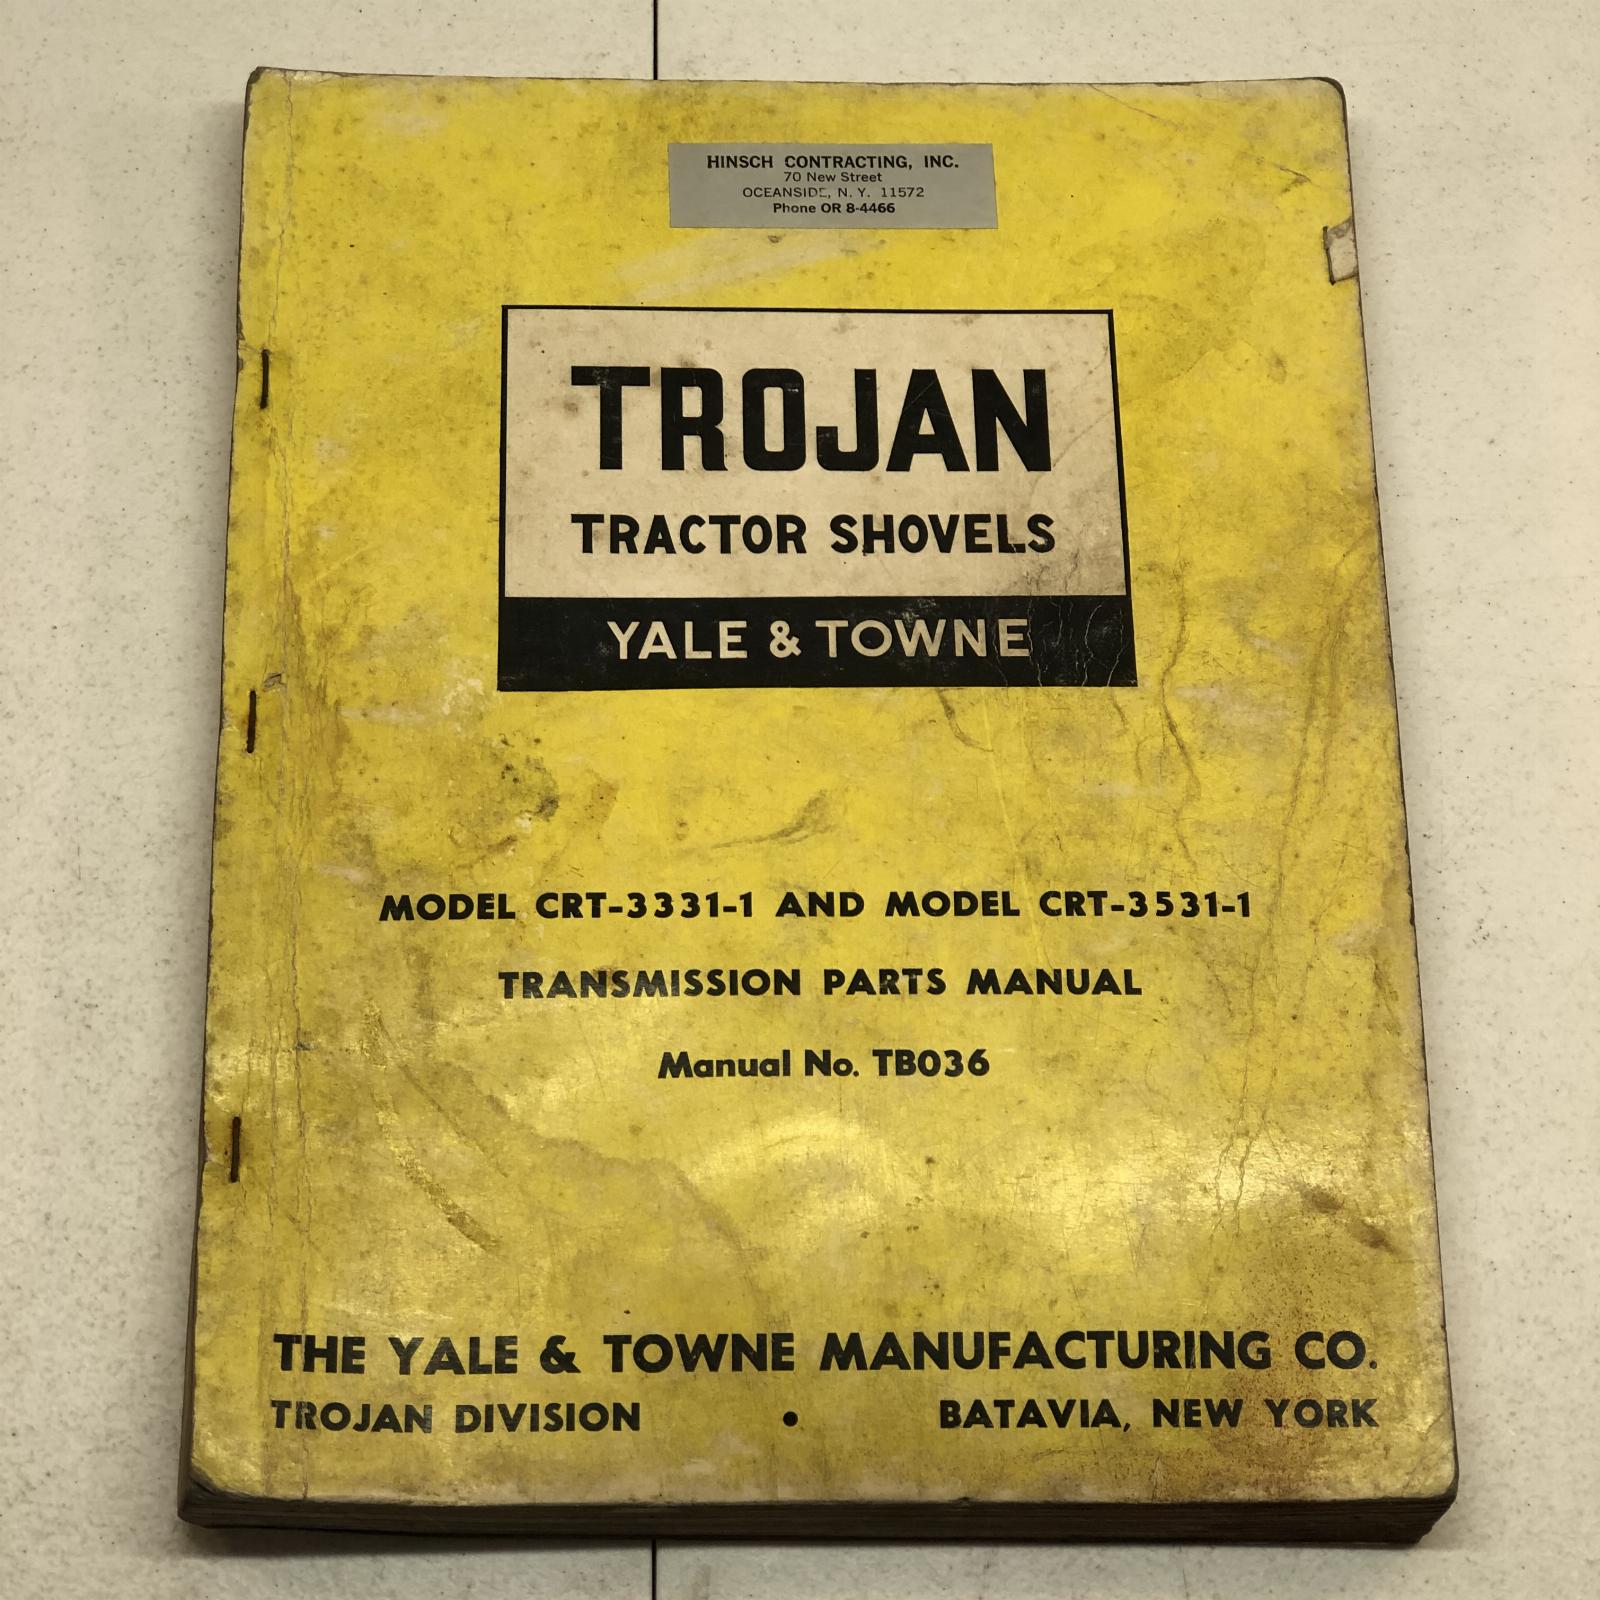 HINSCH CONTRACTING, INC.
70 New Street
OCEANSIDE, N. Y. 11572
Phone OR 8-4466
TROJAN
TRACTOR SHOVELS
YALE & TOWNE
MODEL CRT-3331-1 AND MODEL CRT-3531-1
TRANSMISSION PARTS MANUAL
Manual No. TB036
THE YALE & TOWNE MANUFACTURING CO.
TROJAN DIVISION • BATAVIA, NEW YORK